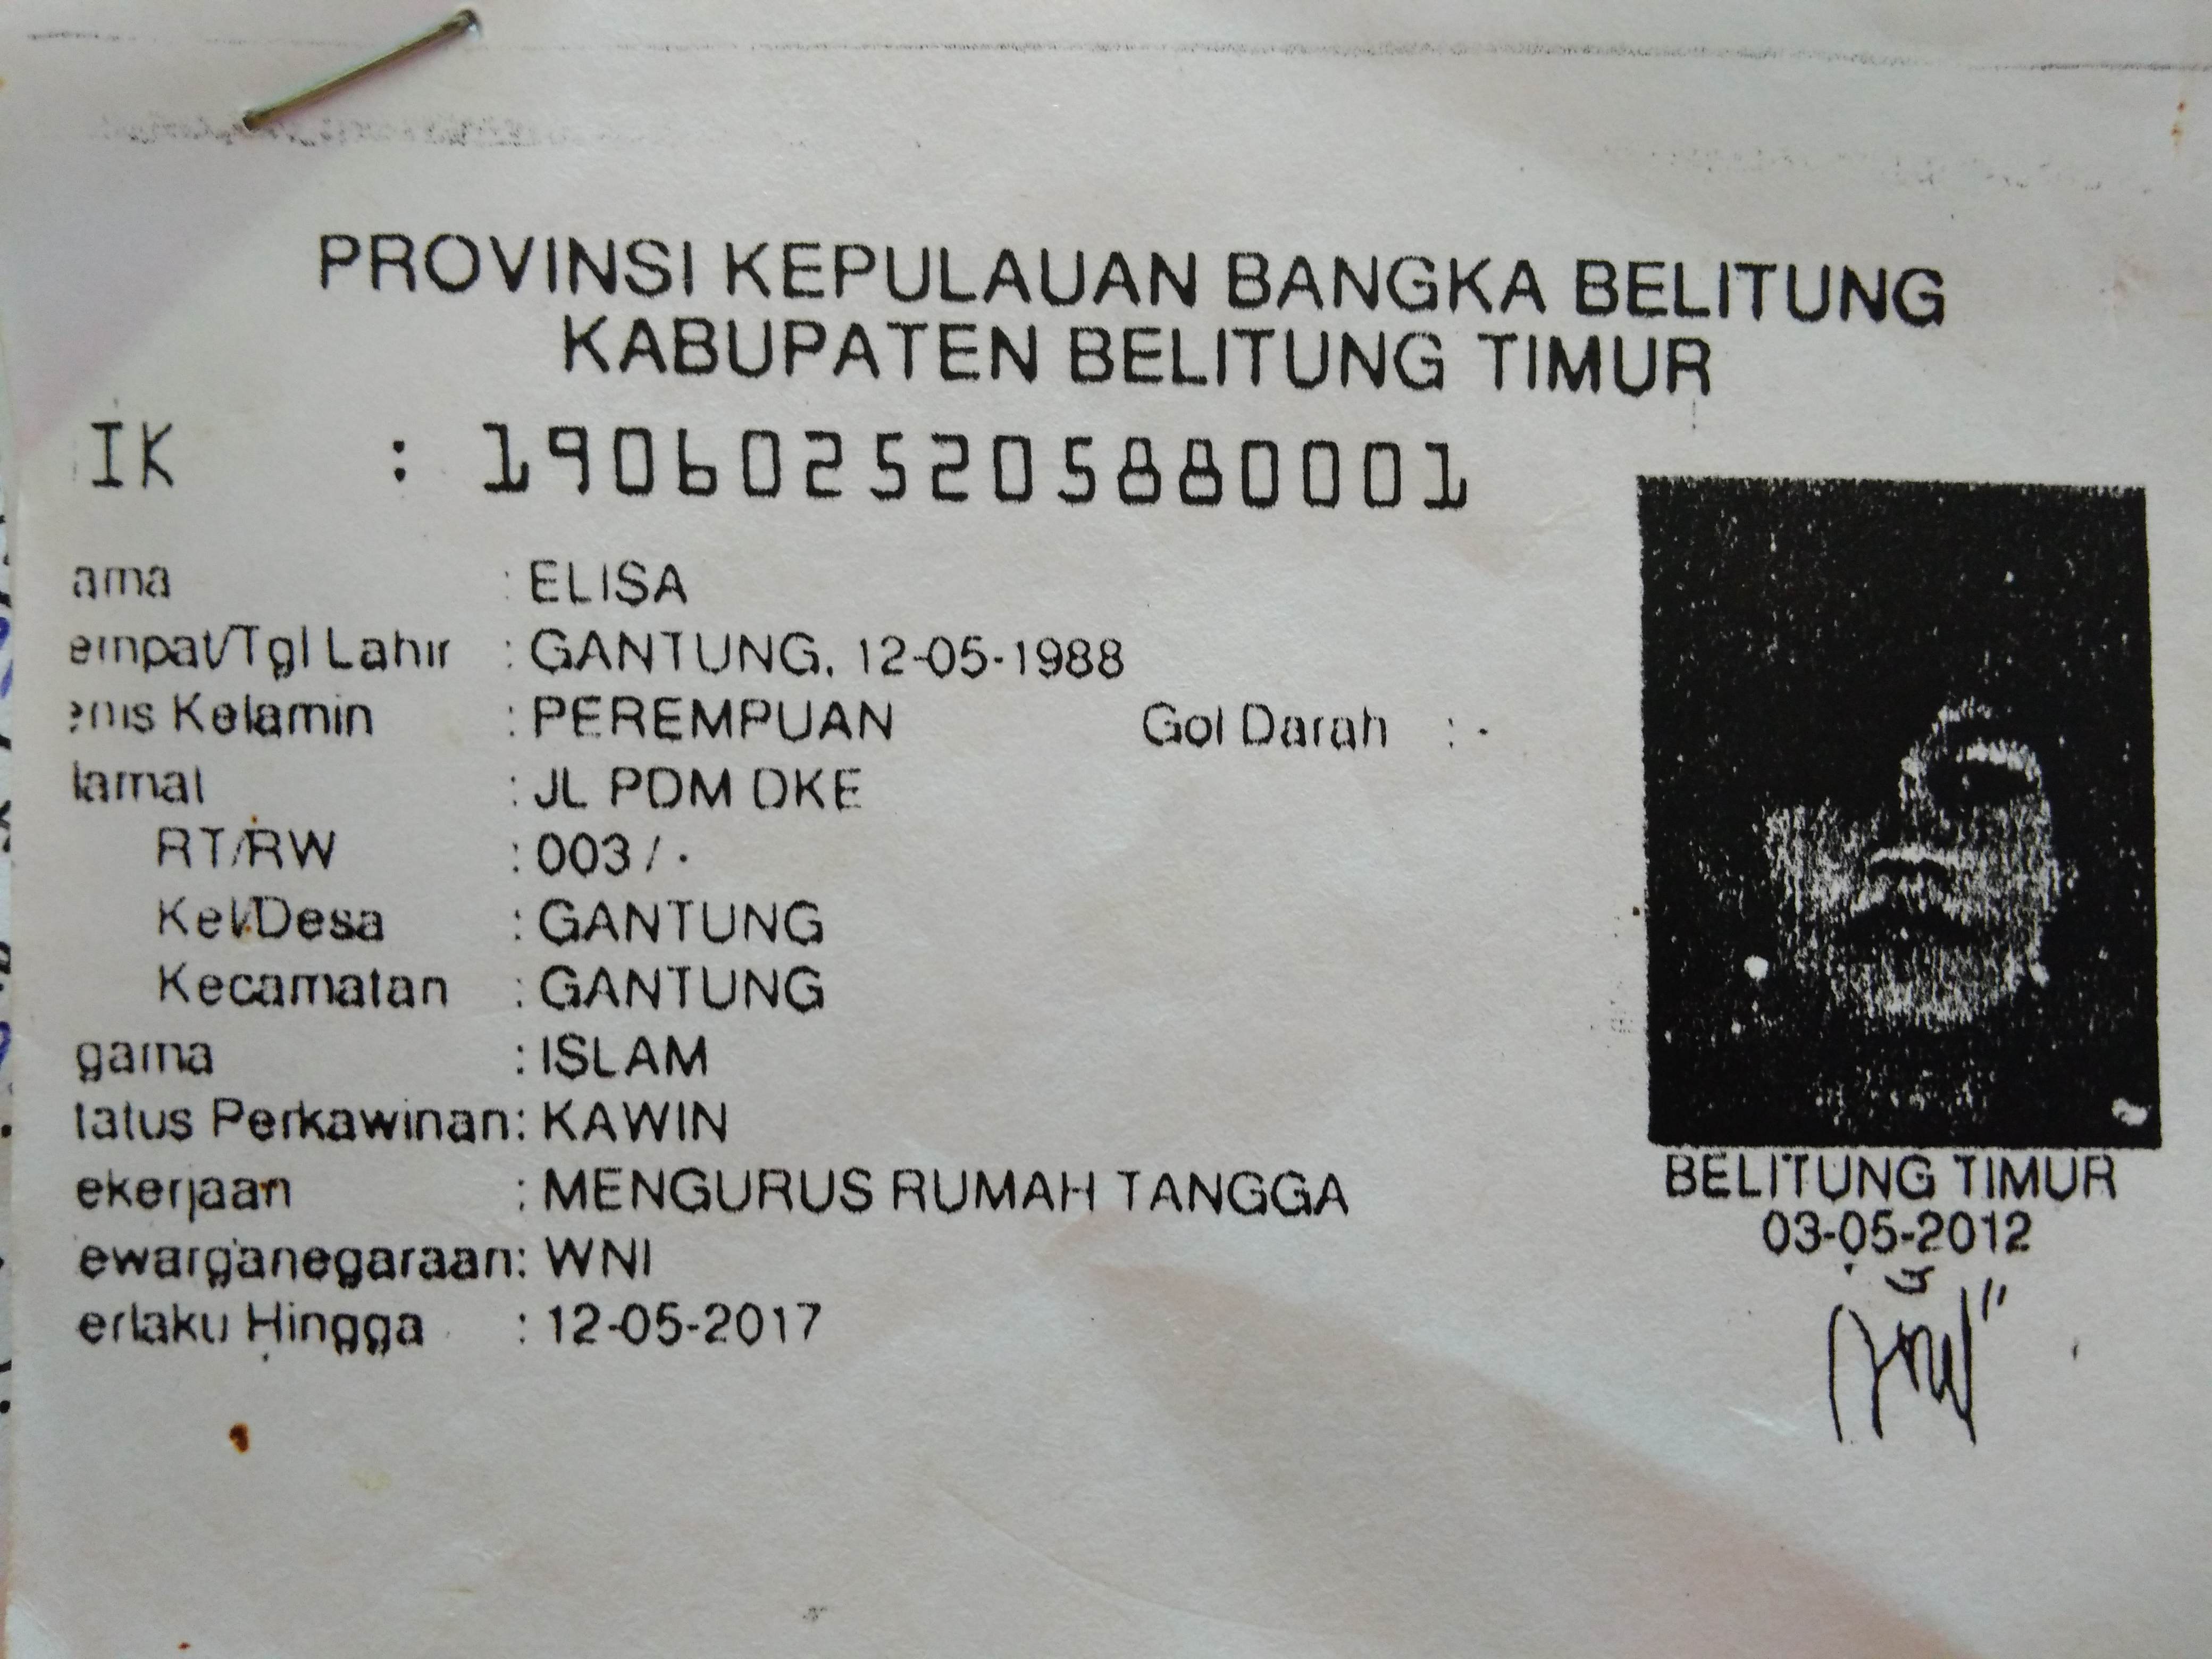 PROVINSI KEPULAUAN BANGKA BELITUNG
KABUPATEN BELITUNG TIMUR
IK : 1906025205880001
ama : ELISA
empat/Tgl Lahir : GANTUNG, 12-05-1988
enis Kelamin : PEREMPUAN Gol Darah : -
lamat : JL PDM DKE
RT/RW : 003 / -
Kel/Desa : GANTUNG
Kecamatan : GANTUNG
gama : ISLAM
tatus Perkawinan: KAWIN
ekerjaan : MENGURUS RUMAH TANGGA
ewarganegaraan: WNI
erlaku Hingga : 12-05-2017
BELITUNG TIMUR
03-05-2012